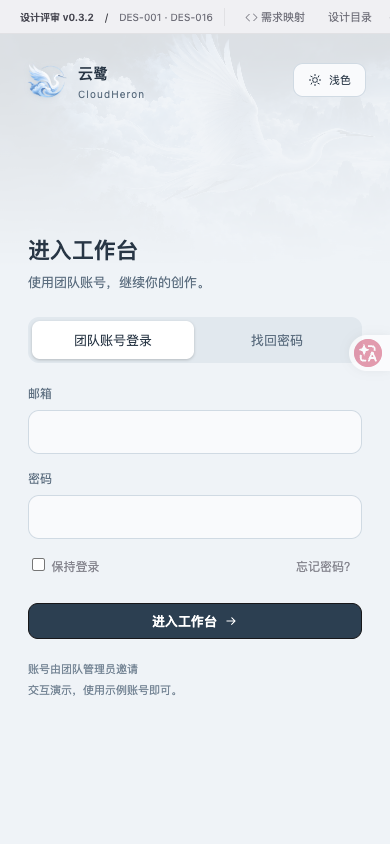 设计评审 v0.3.2 / DES-001 · DES-016 <> 需求映射 设计目录
云鹭
CloudHeron
浅色
进入工作台
使用团队账号，继续你的创作。
团队账号登录 找回密码
邮箱
密码
保持登录 忘记密码?
进入工作台 →
账号由团队管理员邀请
交互演示，使用示例账号即可。